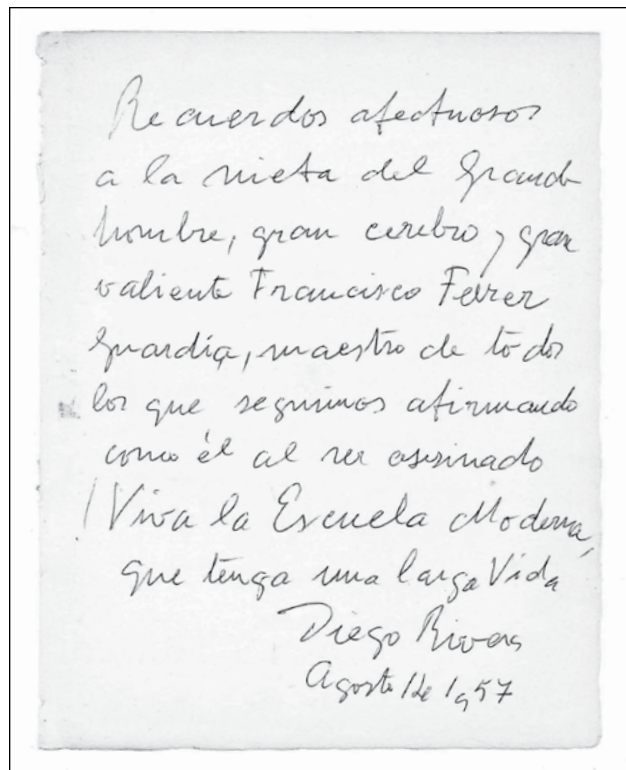 Recuerdos afectuosos
a la nieta del Grande
hombre, gran cerebro y gran
valiente Francisco Ferrer
Guardia, maestro de todos
los que seguimos afirmando
como él al ser asesinado
¡Viva la Escuela Moderna,
que tenga una larga Vida
Diego Rivera
Agosto 1 de 1957